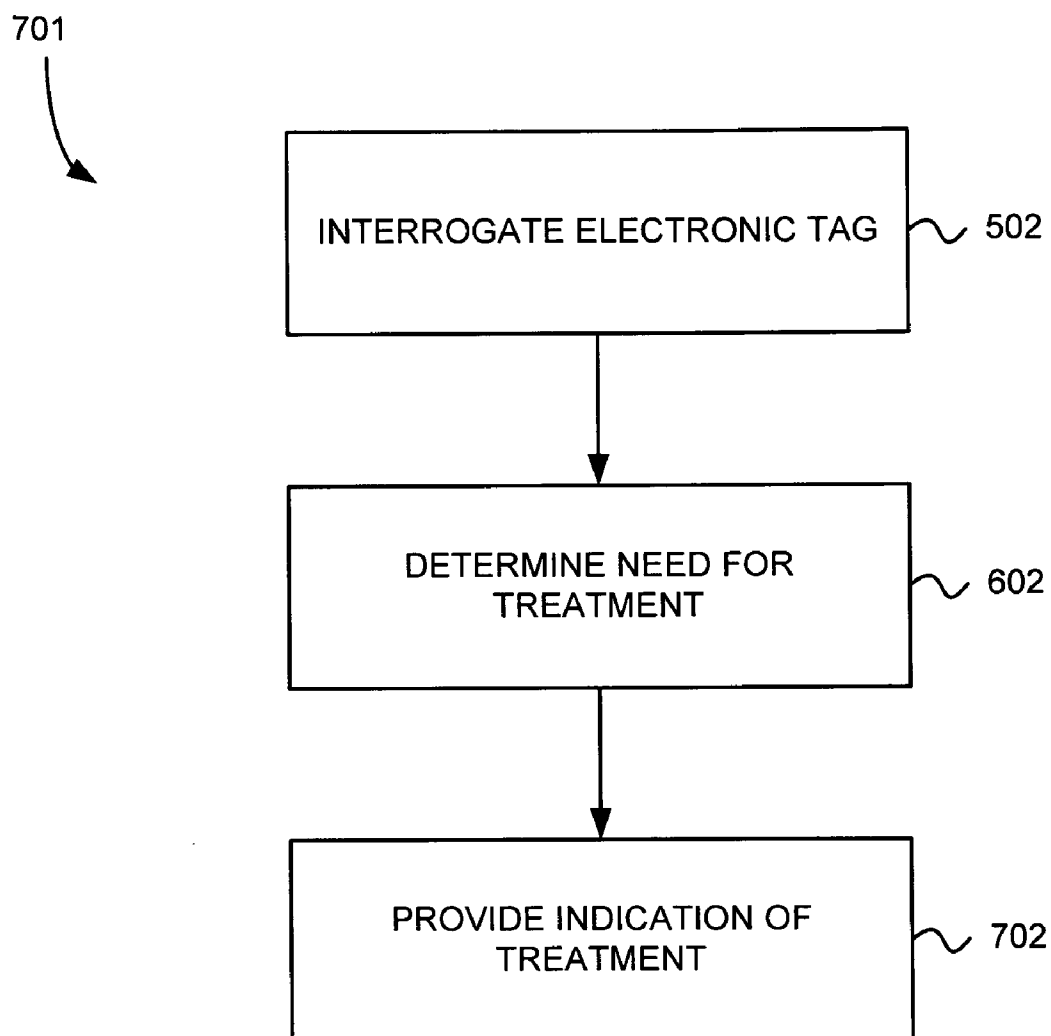 701
INTERROGATE ELECTRONIC TAG
502
DETERMINE NEED FOR
TREATMENT
602
PROVIDE INDICATION OF
TREATMENT
702